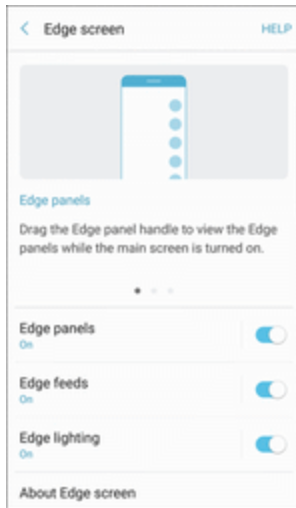 Edge screen HELP
Edge panels
Drag the Edge panel handle to view the Edge
panels while the main screen is turned on.
Edge panels
On
Edge feeds
On
Edge lighting
On
About Edge screen